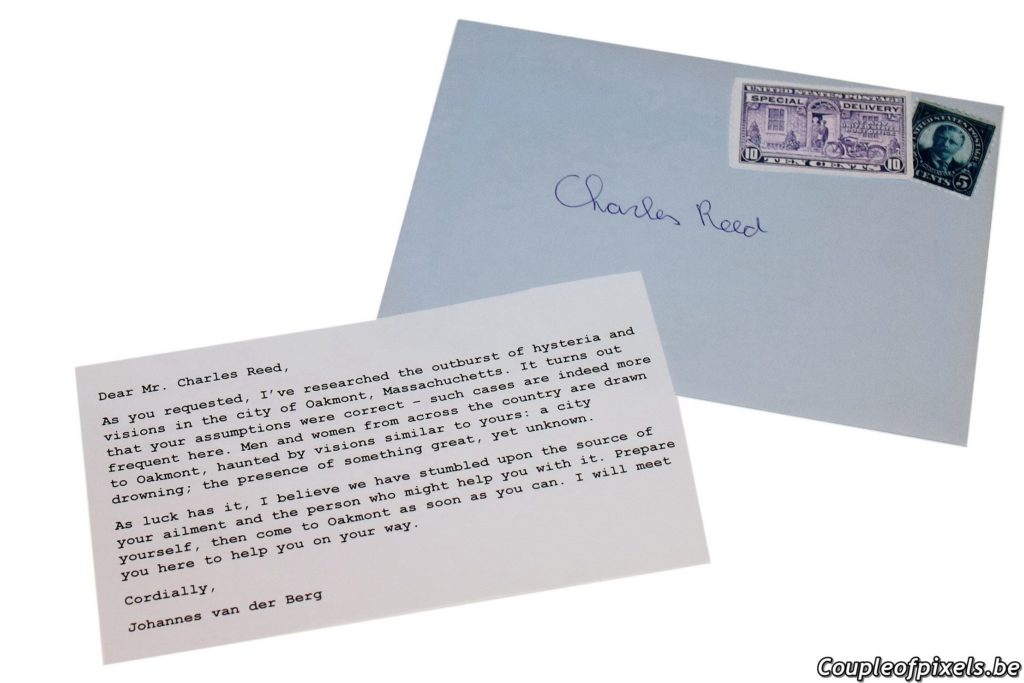 UNITED STATES POSTAGE
SPECIAL DELIVERY
10 TEN CENTS 10
UNITED STATES POSTAGE
CENTS 5
Charles Reed
Dear Mr. Charles Reed,
As you requested, I've researched the outburst of hysteria and
visions in the city of Oakmont, Massachuchetts. It turns out
that your assumptions were correct – such cases are indeed more
frequent here. Men and women from across the country are drawn
to Oakmont, haunted by visions similar to yours: a city
drowning; the presence of something great, yet unknown.
As luck has it, I believe we have stumbled upon the source of
your ailment and the person who might help you with it. Prepare
yourself, then come to Oakmont as soon as you can. I will meet
you here to help you on your way.
Cordially,
Johannes van der Berg
Coupleofpixels.be